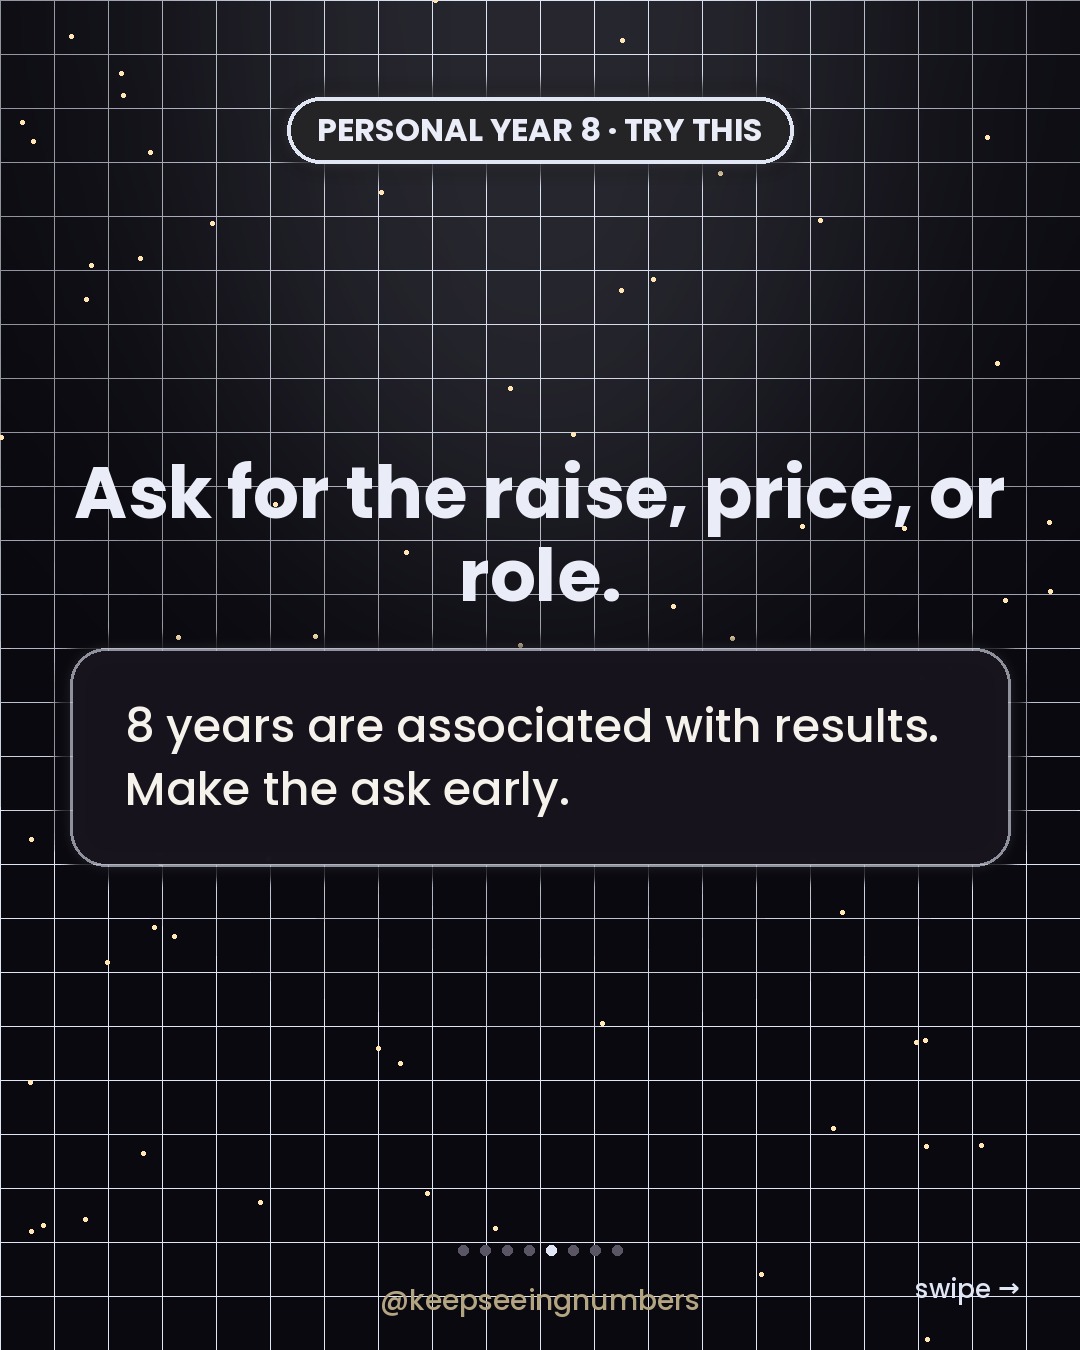 PERSONAL YEAR 8 · TRY THIS
Ask for the raise, price, or
role.
8 years are associated with results.
Make the ask early.
@keepseeingnumbers
swipe →